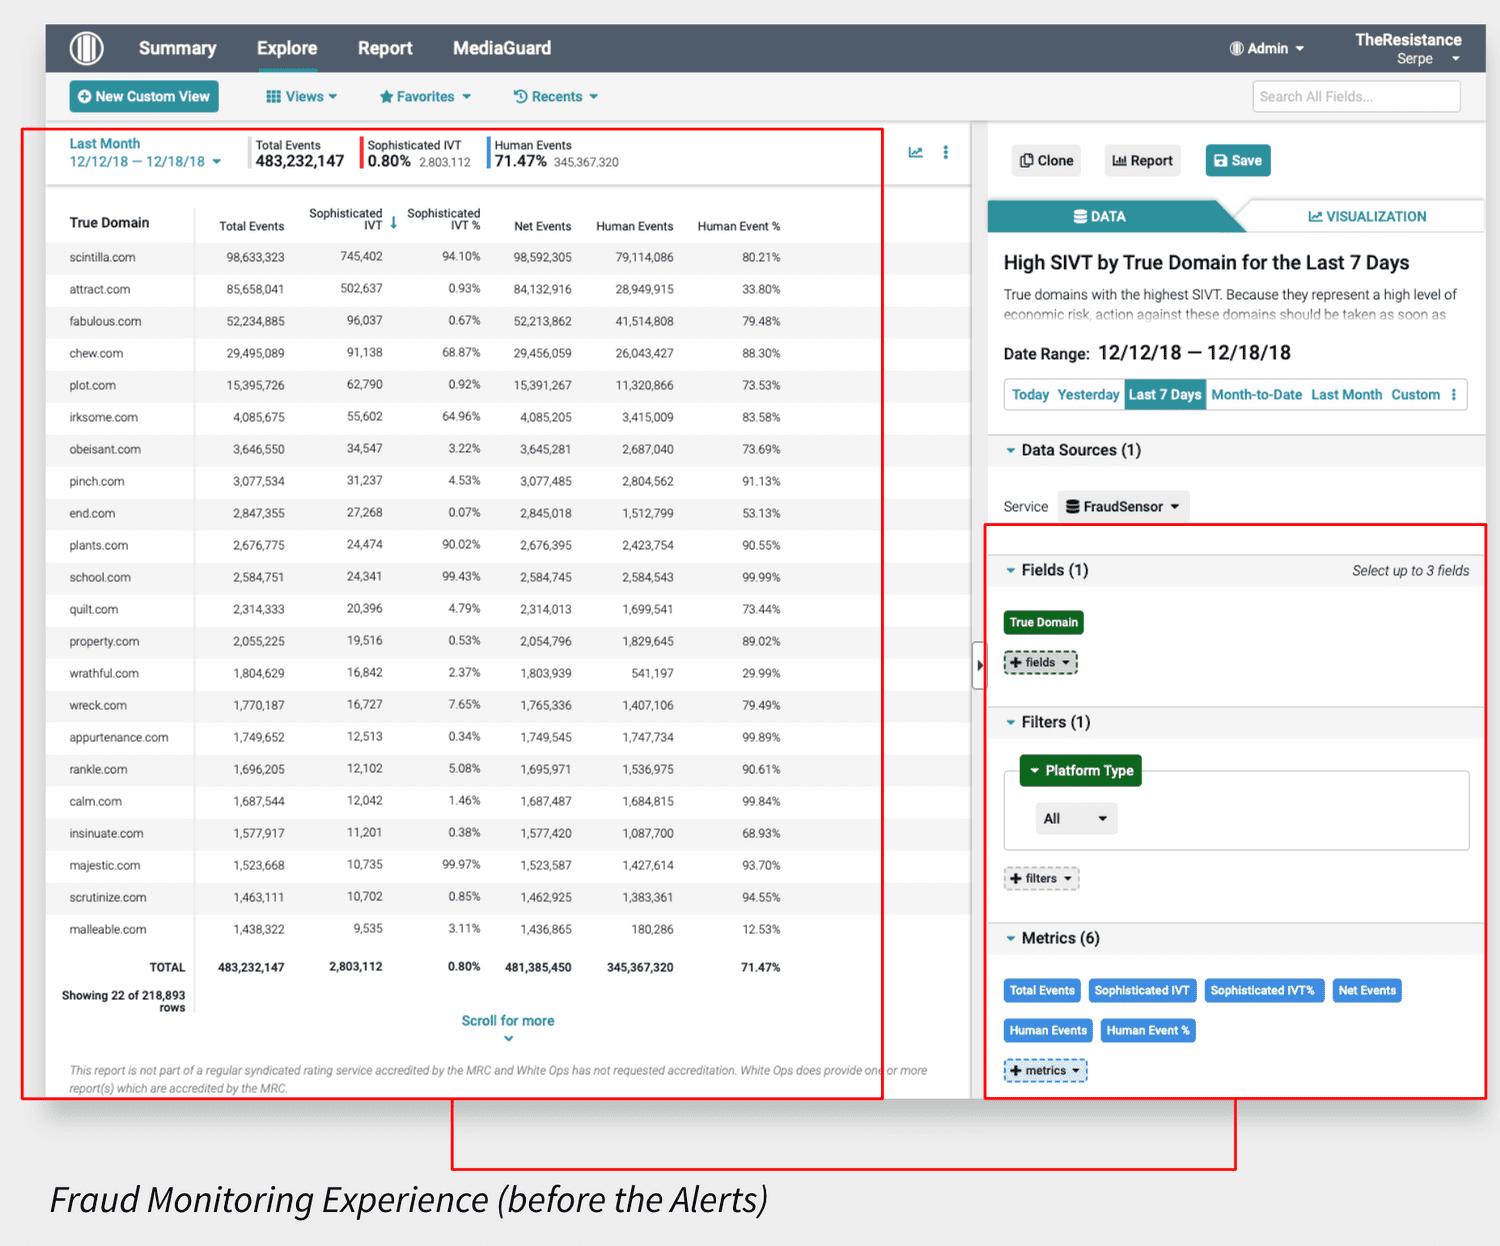 Summary Explore Report MediaGuard Admin TheResistance
Serpe
New Custom View Views Favorites Recents Search All Fields...
Last Month
12/12/18 — 12/18/18
Total Events
483,232,147
Sophisticated IVT
0.80% 2,803,112
Human Events
71.47% 345,367,320
True Domain Total Events Sophisticated IVT Sophisticated IVT % Net Events Human Events Human Event %
scintilla.com 98,633,323 745,402 94.10% 98,592,305 79,114,086 80.21%
attract.com 85,658,041 502,637 0.93% 84,132,916 28,949,915 33.80%
fabulous.com 52,234,885 96,037 0.67% 52,213,862 41,514,808 79.48%
chew.com 29,495,089 91,138 68.87% 29,456,059 26,043,427 88.30%
plot.com 15,395,726 62,790 0.92% 15,391,267 11,320,866 73.53%
irksome.com 4,085,675 55,602 64.96% 4,085,205 3,415,009 83.58%
obeisant.com 3,646,550 34,547 3.22% 3,645,281 2,687,040 73.69%
pinch.com 3,077,534 31,237 4.53% 3,077,485 2,804,562 91.13%
end.com 2,847,355 27,268 0.07% 2,845,018 1,512,799 53.13%
plants.com 2,676,775 24,474 90.02% 2,676,395 2,423,754 90.55%
school.com 2,584,751 24,341 99.43% 2,584,745 2,584,543 99.99%
quilt.com 2,314,333 20,396 4.79% 2,314,013 1,699,541 73.44%
property.com 2,055,225 19,516 0.53% 2,054,796 1,829,645 89.02%
wrathful.com 1,804,629 16,842 2.37% 1,803,939 541,197 29.99%
wreck.com 1,770,187 16,727 7.65% 1,765,336 1,407,106 79.49%
appurtenance.com 1,749,652 12,513 0.34% 1,749,545 1,747,734 99.89%
rankle.com 1,696,205 12,102 5.08% 1,695,971 1,536,975 90.61%
calm.com 1,687,544 12,042 1.46% 1,687,487 1,684,815 99.84%
insinuate.com 1,577,917 11,201 0.38% 1,577,420 1,087,700 68.93%
majestic.com 1,523,668 10,735 99.97% 1,523,587 1,427,614 93.70%
scrutinize.com 1,463,111 10,702 0.85% 1,462,925 1,383,361 94.55%
malleable.com 1,438,322 9,535 3.11% 1,436,865 180,286 12.53%
TOTAL 483,232,147 2,803,112 0.80% 481,385,450 345,367,320 71.47%
Showing 22 of 218,893
rows
Scroll for more
This report is not part of a regular syndicated rating service accredited by the MRC and White Ops has not requested accreditation. White Ops does provide one or more
report(s) which are accredited by the MRC.
Clone Report Save
DATA VISUALIZATION
High SIVT by True Domain for the Last 7 Days
True domains with the highest SIVT. Because they represent a high level of
economic risk, action against these domains should be taken as soon as
Date Range: 12/12/18 — 12/18/18
Today Yesterday Last 7 Days Month-to-Date Last Month Custom
Data Sources (1)
Service FraudSensor
Fields (1) Select up to 3 fields
True Domain
+ fields
Filters (1)
Platform Type
All
+ filters
Metrics (6)
Total Events Sophisticated IVT Sophisticated IVT% Net Events
Human Events Human Event %
+ metrics
Fraud Monitoring Experience (before the Alerts)